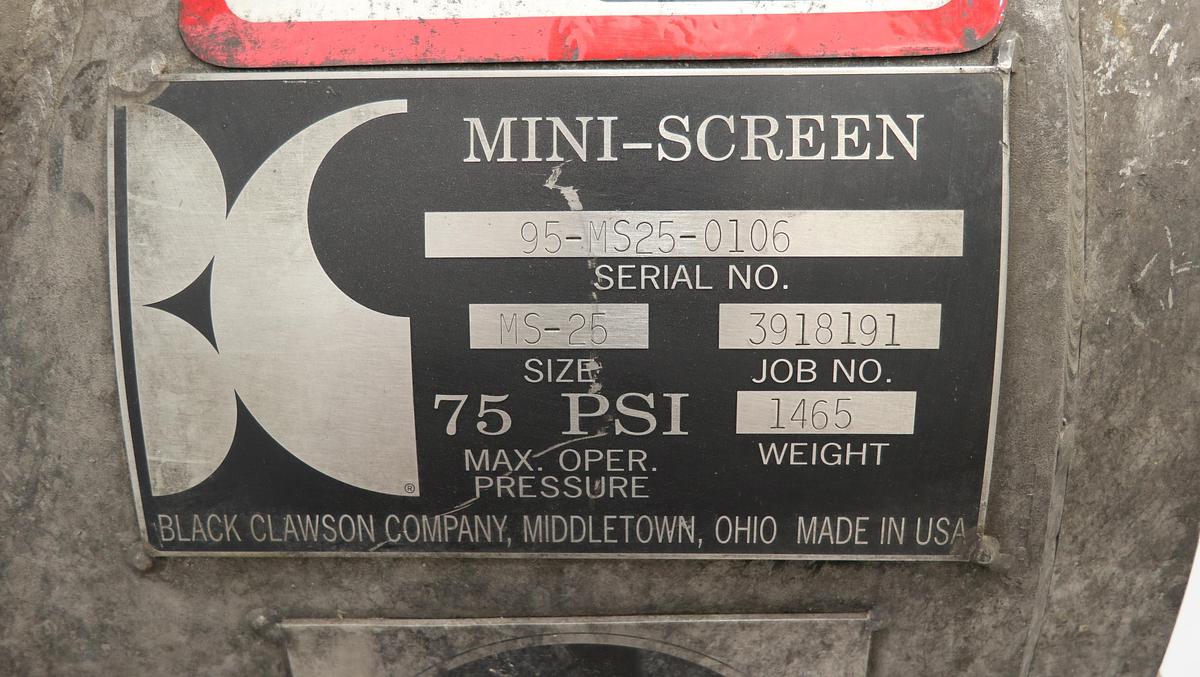 MINI-SCREEN
95-MS25-0106
SERIAL NO.
MS-25 3918191
SIZE JOB NO.
75 PSI 1465
MAX. OPER. WEIGHT
PRESSURE
®
BLACK CLAWSON COMPANY, MIDDLETOWN, OHIO MADE IN USA